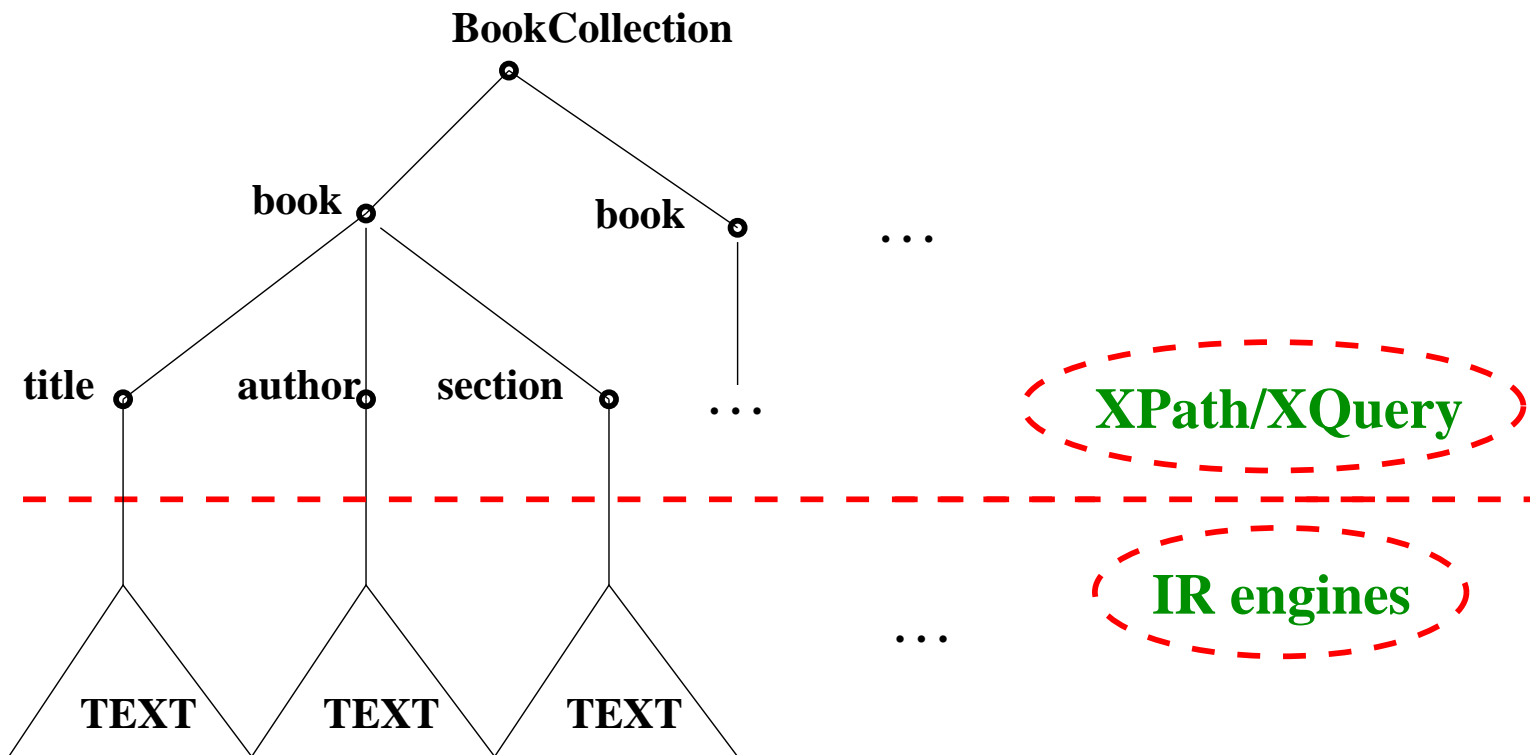 BookCollection
book
book
...
title
author
section
...
XPath/XQuery
IR engines
...
TEXT
TEXT
TEXT